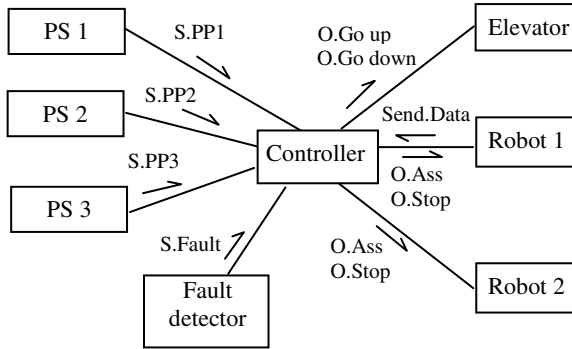 PS 1
S.PP1
O.Go up
O.Go down
Elevator
PS 2
S.PP2
Send.Data
Robot 1
S.PP3
Controller
O.Ass
O.Stop
PS 3
S.Fault
O.Ass
O.Stop
Fault
detector
Robot 2